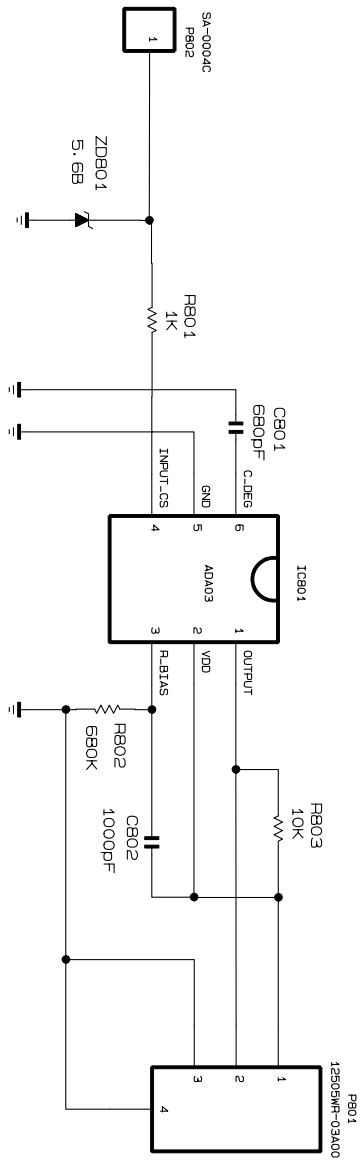 SA-0004C
P802
1
ZD801
5.6B
R801
1K
C801
680pF
INPUT_CS
GND
C_DEG
4
5
6
IC801
ADA03
3
2
1
R_BIAS
VDD
OUTPUT
R802
680K
C802
1000pF
R803
10K
P801
12505WR-03A00
1
2
3
4